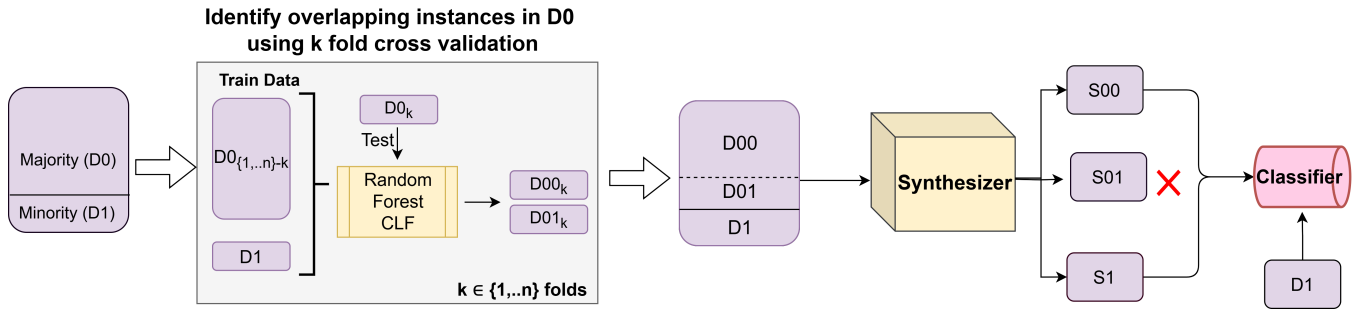 Identify overlapping instances in D0
using k fold cross validation
Majority (D0)
Minority (D1)
Train Data
D0{1,..n}-k
D1
D0k
Test
Random
Forest
CLF
D00k
D01k
k ∈ {1,..n} folds
D00
D01
D1
Synthesizer
S00
S01
S1
Classifier
D1